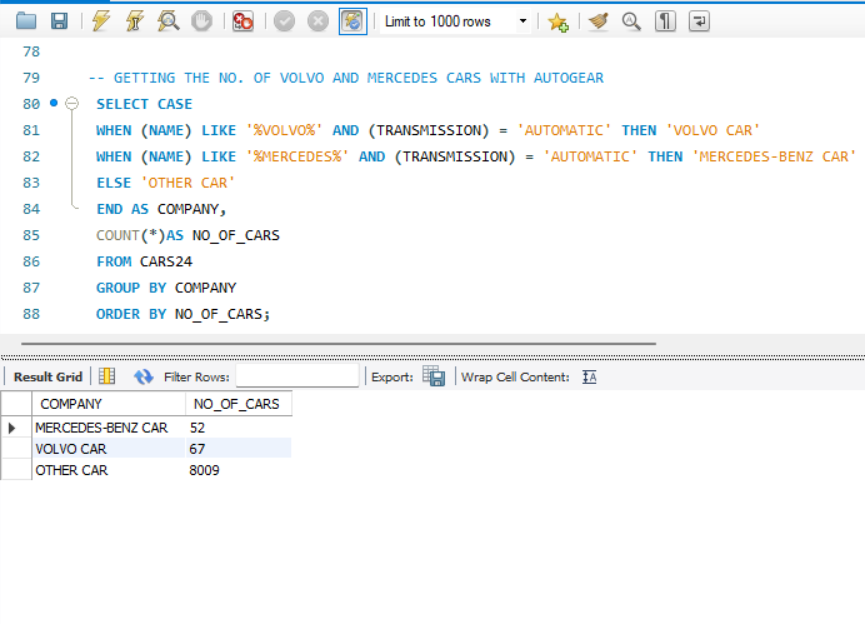 Limit to 1000 rows
78
79 -- GETTING THE NO. OF VOLVO AND MERCEDES CARS WITH AUTOGEAR
80 SELECT CASE
81 WHEN (NAME) LIKE '%VOLVO%' AND (TRANSMISSION) = 'AUTOMATIC' THEN 'VOLVO CAR'
82 WHEN (NAME) LIKE '%MERCEDES%' AND (TRANSMISSION) = 'AUTOMATIC' THEN 'MERCEDES-BENZ CAR'
83 ELSE 'OTHER CAR'
84 END AS COMPANY,
85 COUNT(*)AS NO_OF_CARS
86 FROM CARS24
87 GROUP BY COMPANY
88 ORDER BY NO_OF_CARS;
Result Grid Filter Rows: Export: Wrap Cell Content: IA
COMPANY NO_OF_CARS
MERCEDES-BENZ CAR 52
VOLVO CAR 67
OTHER CAR 8009